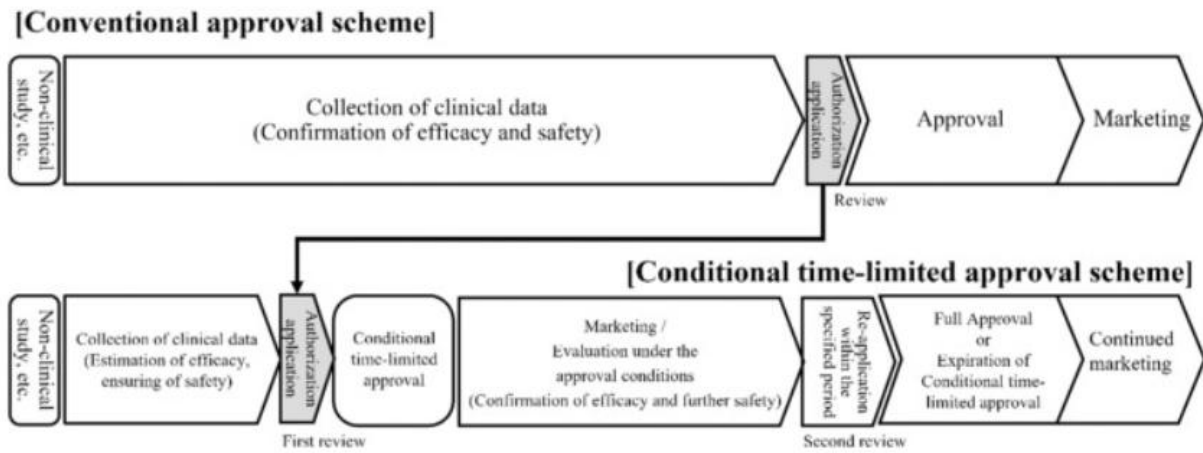 [Conventional approval scheme]
Non-clinical
study, etc.
Collection of clinical data
(Confirmation of efficacy and safety)
Authorization
application
Approval
Marketing
Review
[Conditional time-limited approval scheme]
Non-clinical
study, etc.
Collection of clinical data
(Estimation of efficacy,
ensuring of safety)
Authorization
application
Conditional
time-limited
approval
Marketing /
Evaluation under the
approval conditions
(Confirmation of efficacy and further safety)
Re-application
within the
specified period
Full Approval
or
Expiration of
Conditional time-
limited approval
Continued
marketing
First review
Second review